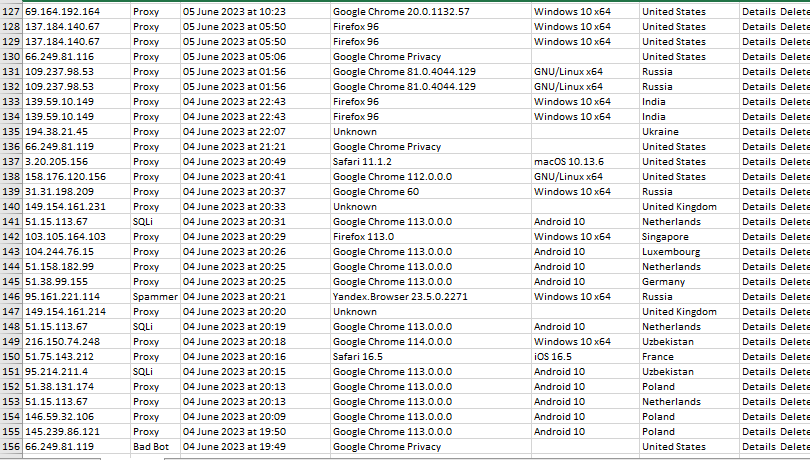 127 69.164.192.164 Proxy 05 June 2023 at 10:23 Google Chrome 20.0.1132.57 Windows 10 x64 United States Details Delete
128 137.184.140.67 Proxy 05 June 2023 at 05:50 Firefox 96 Windows 10 x64 United States Details Delete
129 137.184.140.67 Proxy 05 June 2023 at 05:50 Firefox 96 Windows 10 x64 United States Details Delete
130 66.249.81.116 Proxy 05 June 2023 at 05:06 Google Chrome Privacy United States Details Delete
131 109.237.98.53 Proxy 05 June 2023 at 01:56 Google Chrome 81.0.4044.129 GNU/Linux x64 Russia Details Delete
132 109.237.98.53 Proxy 05 June 2023 at 01:56 Google Chrome 81.0.4044.129 GNU/Linux x64 Russia Details Delete
133 139.59.10.149 Proxy 04 June 2023 at 22:43 Firefox 96 Windows 10 x64 India Details Delete
134 139.59.10.149 Proxy 04 June 2023 at 22:43 Firefox 96 Windows 10 x64 India Details Delete
135 194.38.21.45 Proxy 04 June 2023 at 22:07 Unknown Ukraine Details Delete
136 66.249.81.119 Proxy 04 June 2023 at 21:21 Google Chrome Privacy United States Details Delete
137 3.20.205.156 Proxy 04 June 2023 at 20:49 Safari 11.1.2 macOS 10.13.6 United States Details Delete
138 158.176.120.156 Proxy 04 June 2023 at 20:41 Google Chrome 112.0.0.0 GNU/Linux x64 United States Details Delete
139 31.31.198.209 Proxy 04 June 2023 at 20:37 Google Chrome 60 Windows 10 x64 Russia Details Delete
140 149.154.161.231 Proxy 04 June 2023 at 20:33 Unknown United Kingdom Details Delete
141 51.15.113.67 SQLi 04 June 2023 at 20:31 Google Chrome 113.0.0.0 Android 10 Netherlands Details Delete
142 103.105.164.103 Proxy 04 June 2023 at 20:29 Firefox 113.0 Windows 10 x64 Singapore Details Delete
143 104.244.76.15 Proxy 04 June 2023 at 20:26 Google Chrome 113.0.0.0 Android 10 Luxembourg Details Delete
144 51.158.182.99 Proxy 04 June 2023 at 20:25 Google Chrome 113.0.0.0 Android 10 Netherlands Details Delete
145 51.38.99.155 Proxy 04 June 2023 at 20:25 Google Chrome 113.0.0.0 Android 10 Germany Details Delete
146 95.161.221.114 Spammer 04 June 2023 at 20:21 Yandex.Browser 23.5.0.2271 Windows 10 x64 Russia Details Delete
147 149.154.161.214 Proxy 04 June 2023 at 20:20 Unknown United Kingdom Details Delete
148 51.15.113.67 SQLi 04 June 2023 at 20:19 Google Chrome 113.0.0.0 Android 10 Netherlands Details Delete
149 216.150.74.248 Proxy 04 June 2023 at 20:18 Google Chrome 114.0.0.0 Windows 10 x64 Uzbekistan Details Delete
150 51.75.143.212 Proxy 04 June 2023 at 20:16 Safari 16.5 iOS 16.5 France Details Delete
151 95.214.211.4 SQLi 04 June 2023 at 20:15 Google Chrome 113.0.0.0 Android 10 Uzbekistan Details Delete
152 51.38.131.174 Proxy 04 June 2023 at 20:13 Google Chrome 113.0.0.0 Android 10 Poland Details Delete
153 51.15.113.67 Proxy 04 June 2023 at 20:13 Google Chrome 113.0.0.0 Android 10 Netherlands Details Delete
154 146.59.32.106 Proxy 04 June 2023 at 20:09 Google Chrome 113.0.0.0 Android 10 Poland Details Delete
155 145.239.86.121 Proxy 04 June 2023 at 19:50 Google Chrome 113.0.0.0 Android 10 Poland Details Delete
156 66.249.81.119 Bad Bot 04 June 2023 at 19:49 Google Chrome Privacy United States Details Delete